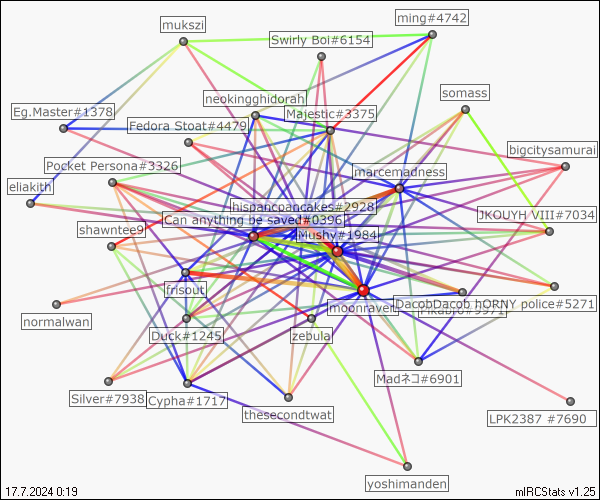 mukszi
ming#4742
Swirly Boi#6154
somass
neokingghidorah
Majestic#3375
Eg.Master#1378
Fedora Stoat#4479
bigcitysamurai
Pocket Persona#3326
marcemadness
eliakith
hispancpancakes#2928
JKOUYH VIII#7034
Can anything be saved#0396
shawntee9
Mushy#1984
frisout
DacobDacob hORNY police#5271
moonraven
normalwan
zebula
Duck#1245
Madネコ#6901
Silver#7938
Cypha#1717
thesecondtwat
LPK2387 #7690
yoshimanden
17.7.2024 0:19
mIRCStats v1.25